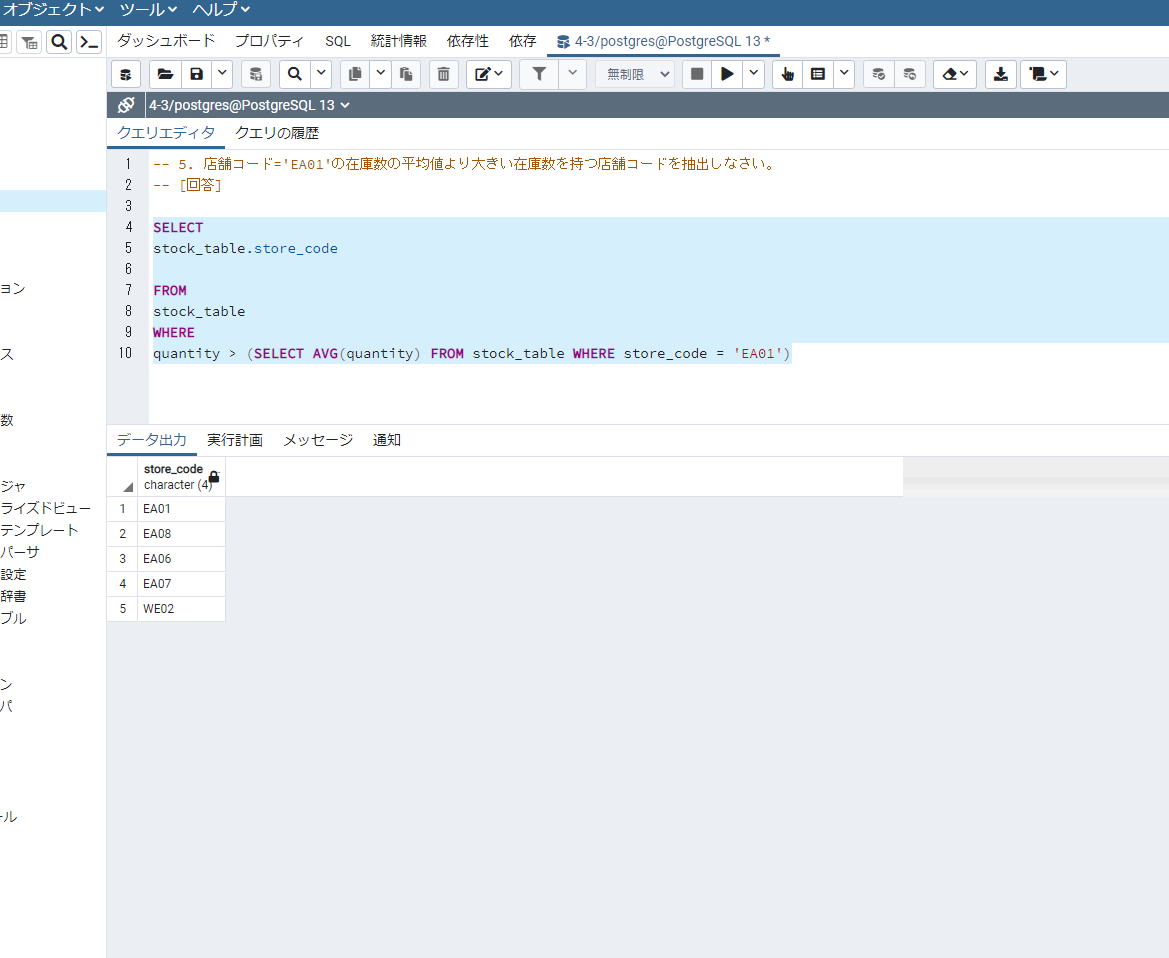 オブジェクト ツール ヘルプ
ダッシュボード プロパティ SQL 統計情報 依存性 依存 4-3/postgres@PostgreSQL 13 *
無制限
4-3/postgres@PostgreSQL 13
クエリエディタ クエリの履歴
1 -- 5. 店舗コード='EA01'の在庫数の平均値より大きい在庫数を持つ店舗コードを抽出しなさい。
2 -- [回答]
3
4 SELECT
5 stock_table.store_code
6
7 FROM
8 stock_table
9 WHERE
10 quantity > (SELECT AVG(quantity) FROM stock_table WHERE store_code = 'EA01')
データ出力 実行計画 メッセージ 通知
store_code
character (4)
1 EA01
2 EA08
3 EA06
4 EA07
5 WE02
ョン
ス
数
ジャ
ライズドビュー
テンプレート
パーサ
設定
辞書
ブル
ン
パ
ール